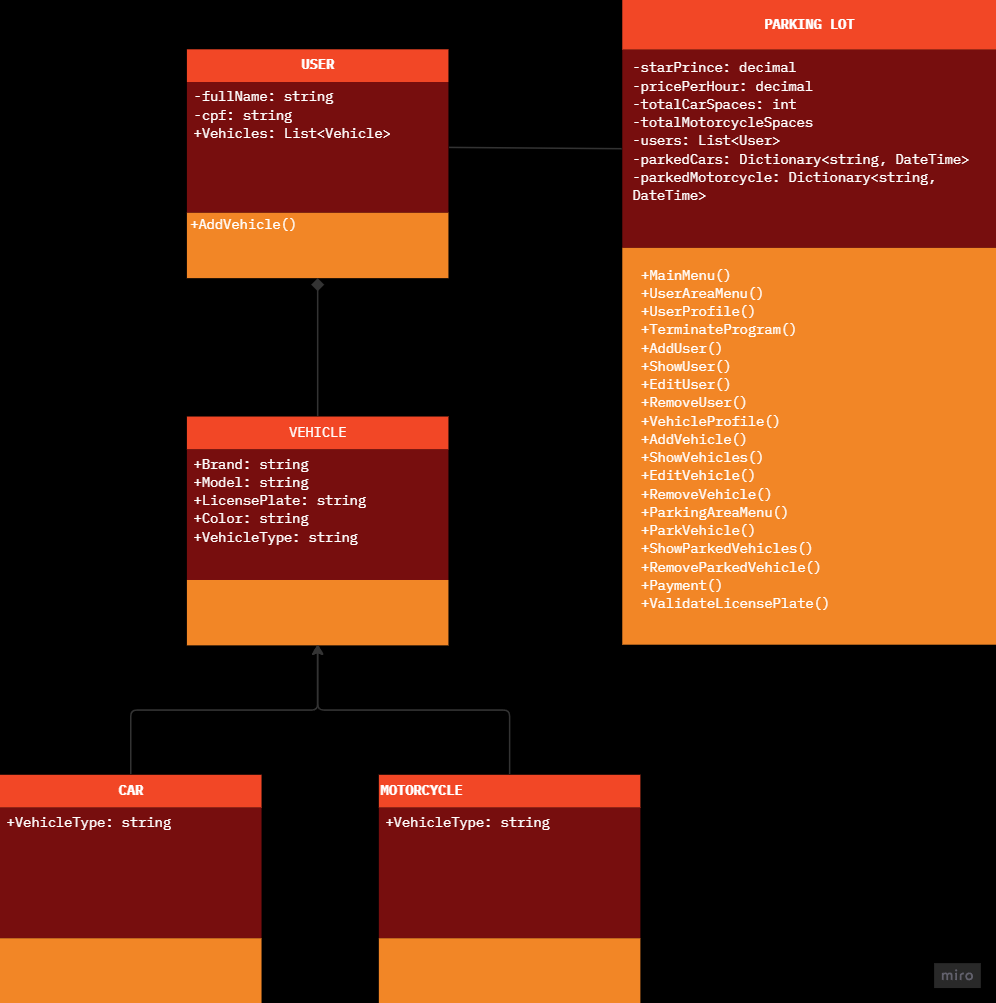 USER
-fullName: string
-cpf: string
+Vehicles: List<Vehicle>
+AddVehicle()
PARKING LOT
-starPrince: decimal
-pricePerHour: decimal
-totalCarSpaces: int
-totalMotorcycleSpaces
-users: List<User>
-parkedCars: Dictionary<string, DateTime>
-parkedMotorcycle: Dictionary<string,
DateTime>
+MainMenu()
+UserAreaMenu()
+UserProfile()
+TerminateProgram()
+AddUser()
+ShowUser()
+EditUser()
+RemoveUser()
+VehicleProfile()
+AddVehicle()
+ShowVehicles()
+EditVehicle()
+RemoveVehicle()
+ParkingAreaMenu()
+ParkVehicle()
+ShowParkedVehicles()
+RemoveParkedVehicle()
+Payment()
+ValidateLicensePlate()
VEHICLE
+Brand: string
+Model: string
+LicensePlate: string
+Color: string
+VehicleType: string
CAR
+VehicleType: string
MOTORCYCLE
+VehicleType: string
miro